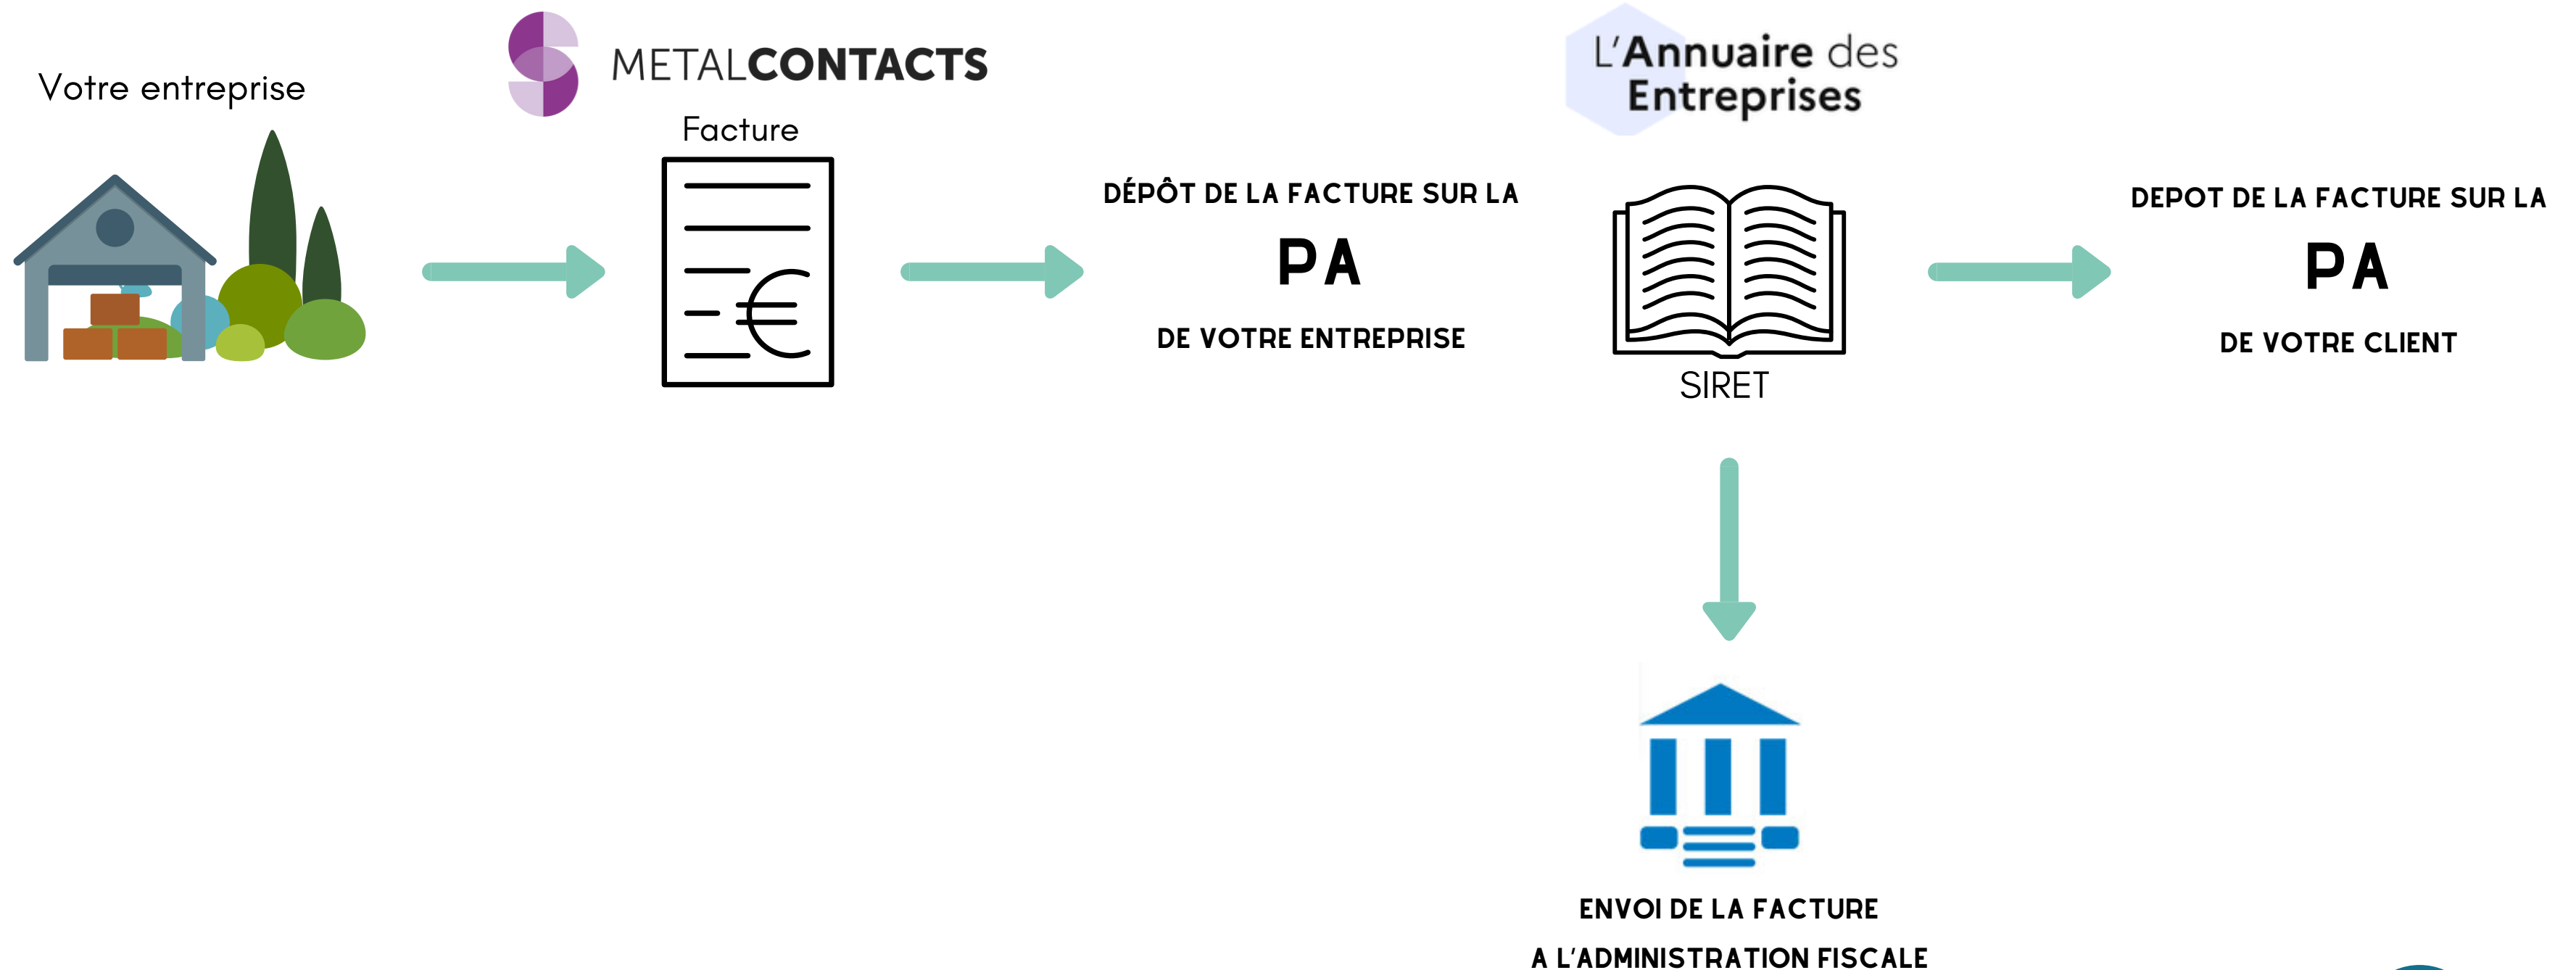 Votre entreprise
METALCONTACTS
Facture
DÉPÔT DE LA FACTURE SUR LA
PA
DE VOTRE ENTREPRISE
L'Annuaire des
Entreprises
SIRET
DEPOT DE LA FACTURE SUR LA
PA
DE VOTRE CLIENT
ENVOI DE LA FACTURE
A L'ADMINISTRATION FISCALE